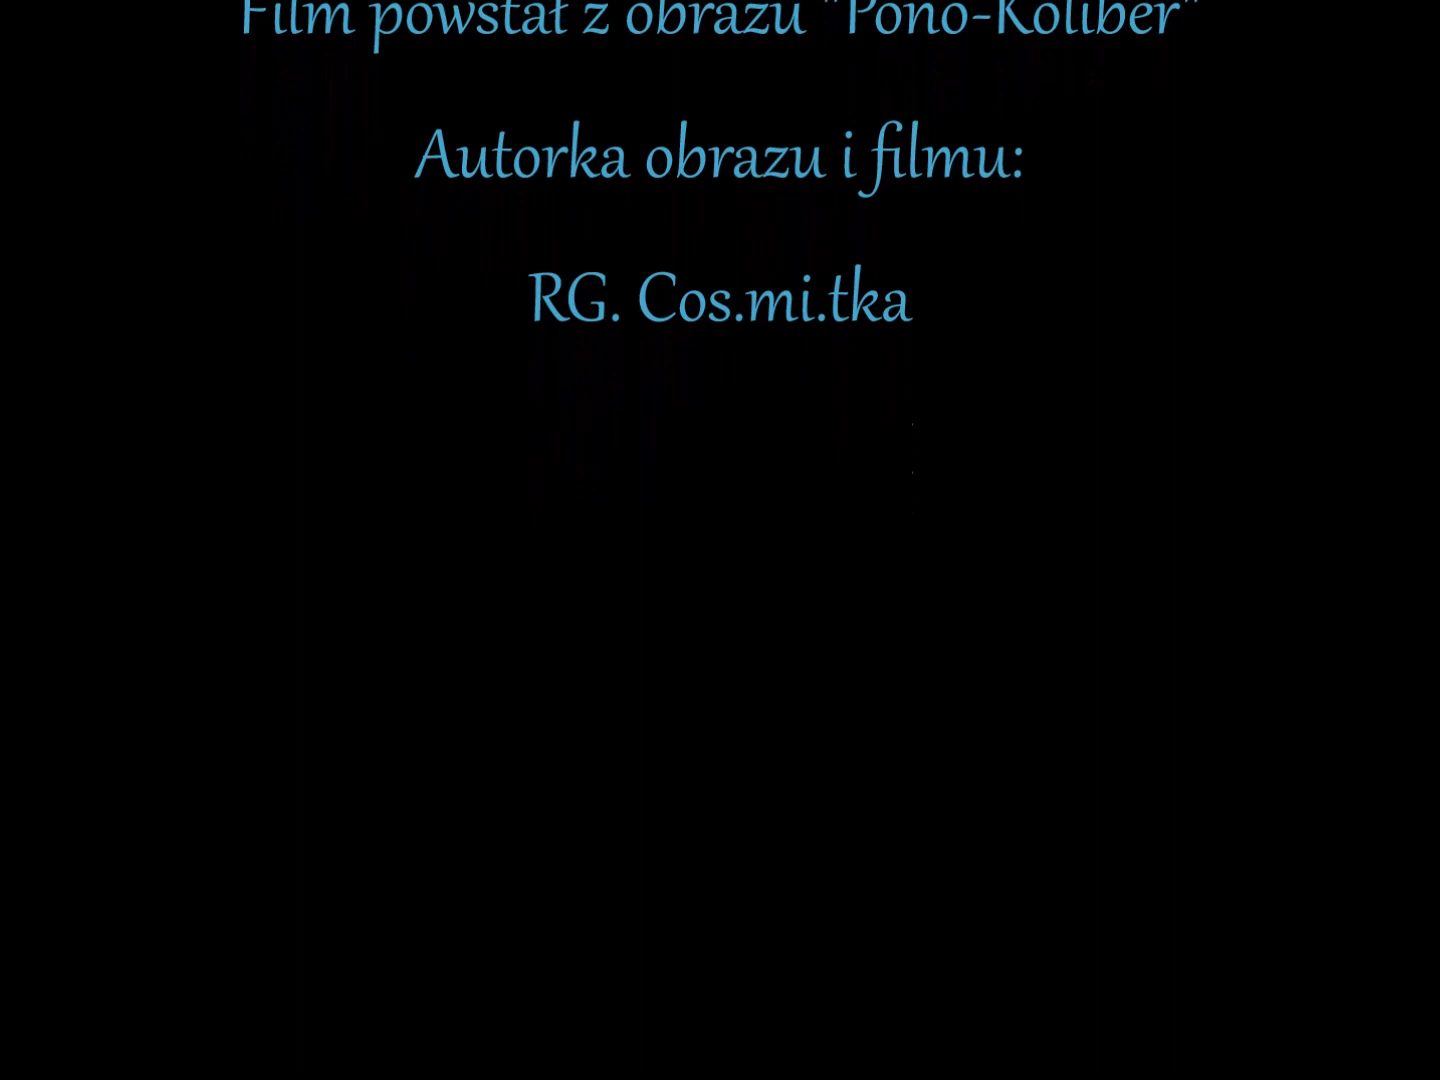 Film powstał z obrazu "Pono-Koliber"
Autorka obrazu i filmu:
RG. Cos.mi.tka